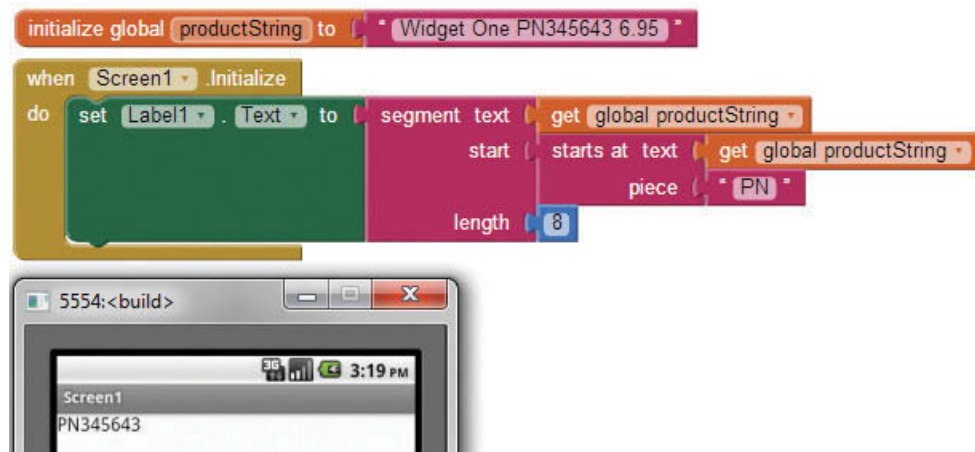 initialize global productString to " Widget One PN345643 6.95 "
when Screen1 .Initialize
do set Label1 . Text to segment text get global productString
start starts at text get global productString
piece " PN "
length 8
5554:<build>
3G 3:19 PM
Screen1
PN345643